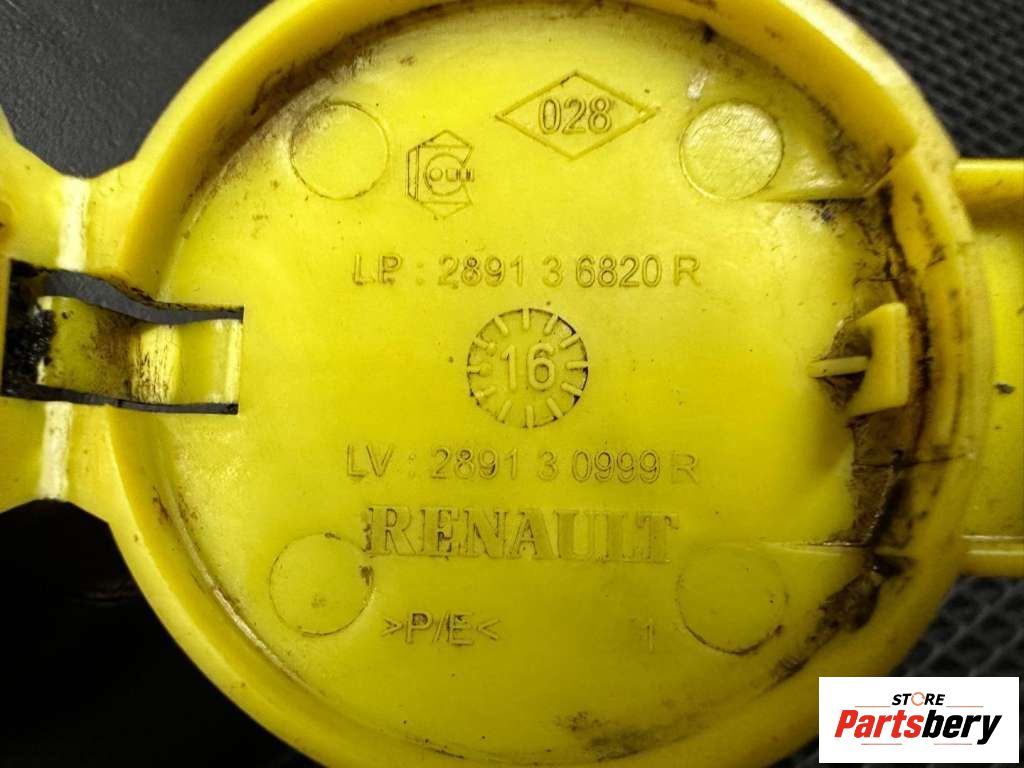 028
LP : 2891 3 6820 R
16
LV : 2891 3 0999 R
RENAULT
>P/E<
1
STORE
Partsbery